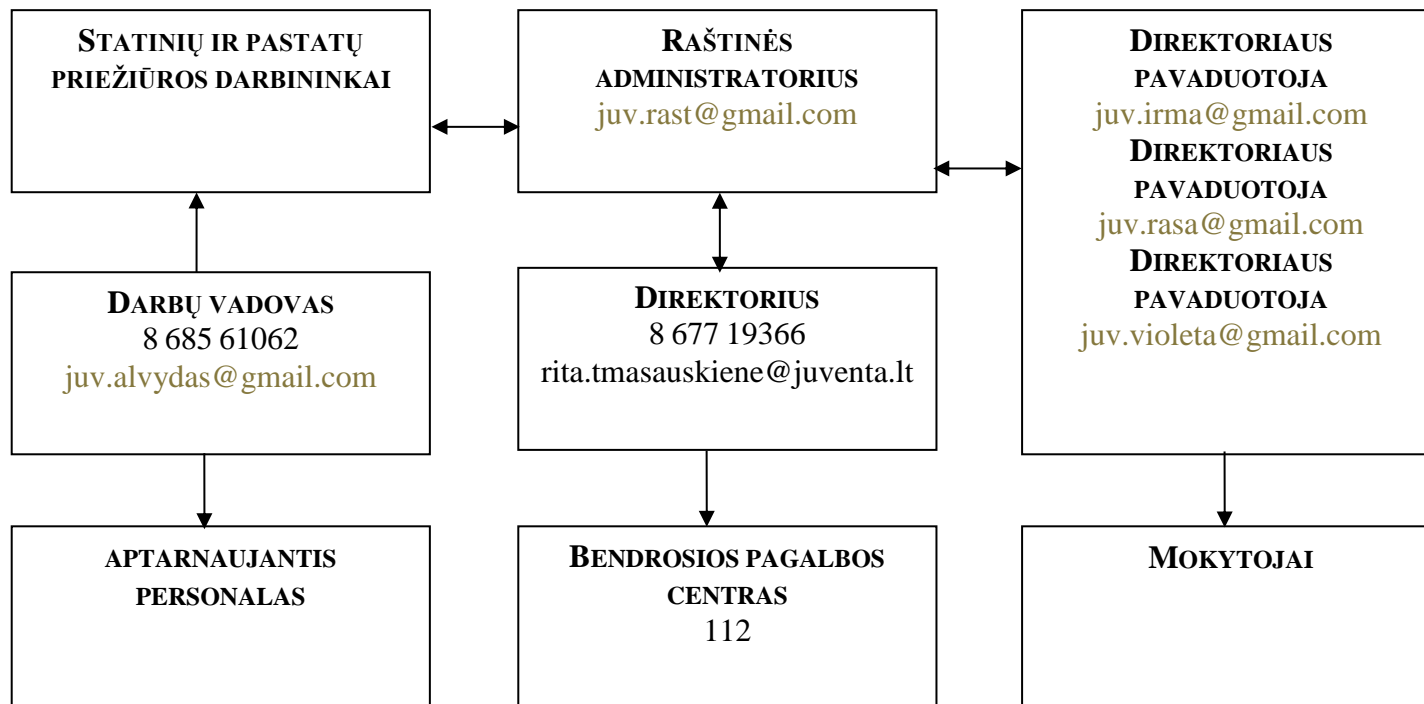 STATINIŲ IR PASTATŲ
PRIEŽIŪROS DARBININKAI
RAŠTINĖS
ADMINISTRATORIUS
juv.rast@gmail.com
DIREKTORIAUS
PAVADUOTOJA
juv.irma@gmail.com
DIREKTORIAUS
PAVADUOTOJA
juv.rasa@gmail.com
DIREKTORIAUS
PAVADUOTOJA
juv.violeta@gmail.com
DARBŲ VADOVAS
8 685 61062
juv.alvydas@gmail.com
DIREKTORIUS
8 677 19366
rita.tmasauskiene@juventa.lt
APTARNAUJANTIS
PERSONALAS
BENDROSIOS PAGALBOS
CENTRAS
112
MOKYTOJAI